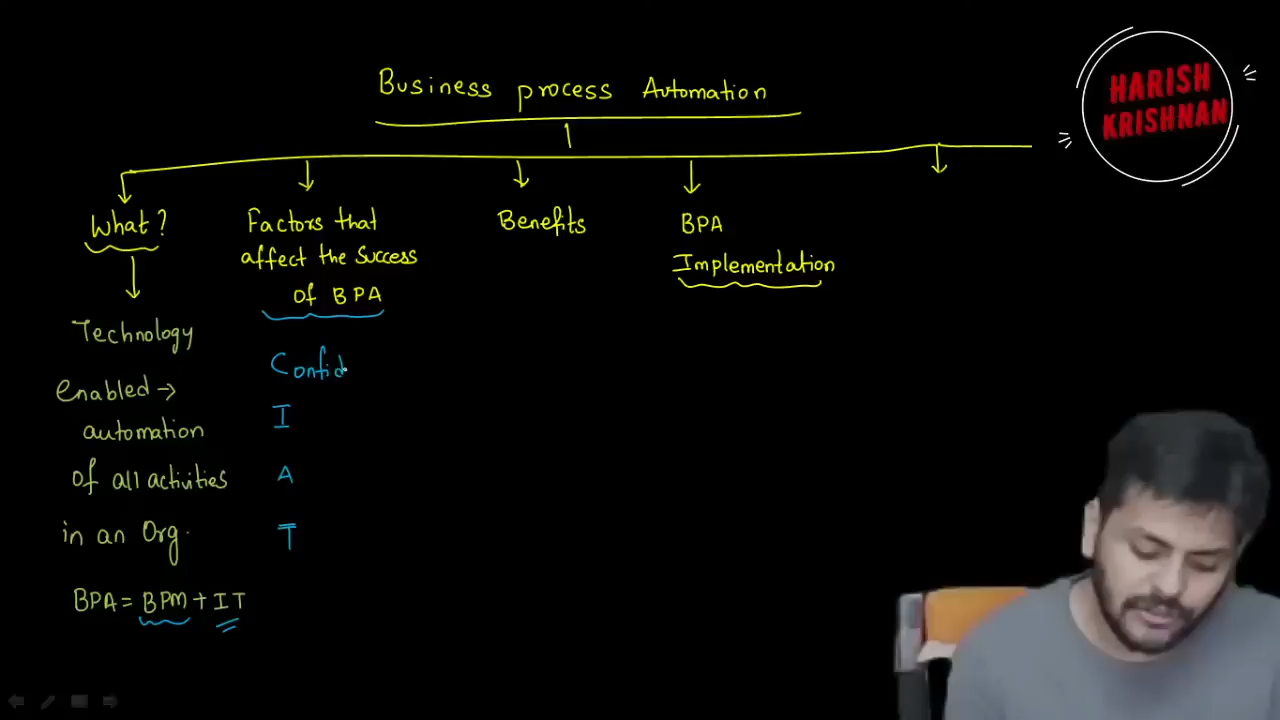 Business process Automation
HARISH
KRISHNAN
What?
Technology
enabled →
automation
of all activities
in an Org.
BPA = BPM + IT
Factors that
affect the Success
of BPA
Confid
I
A
T
Benefits
BPA
Implementation